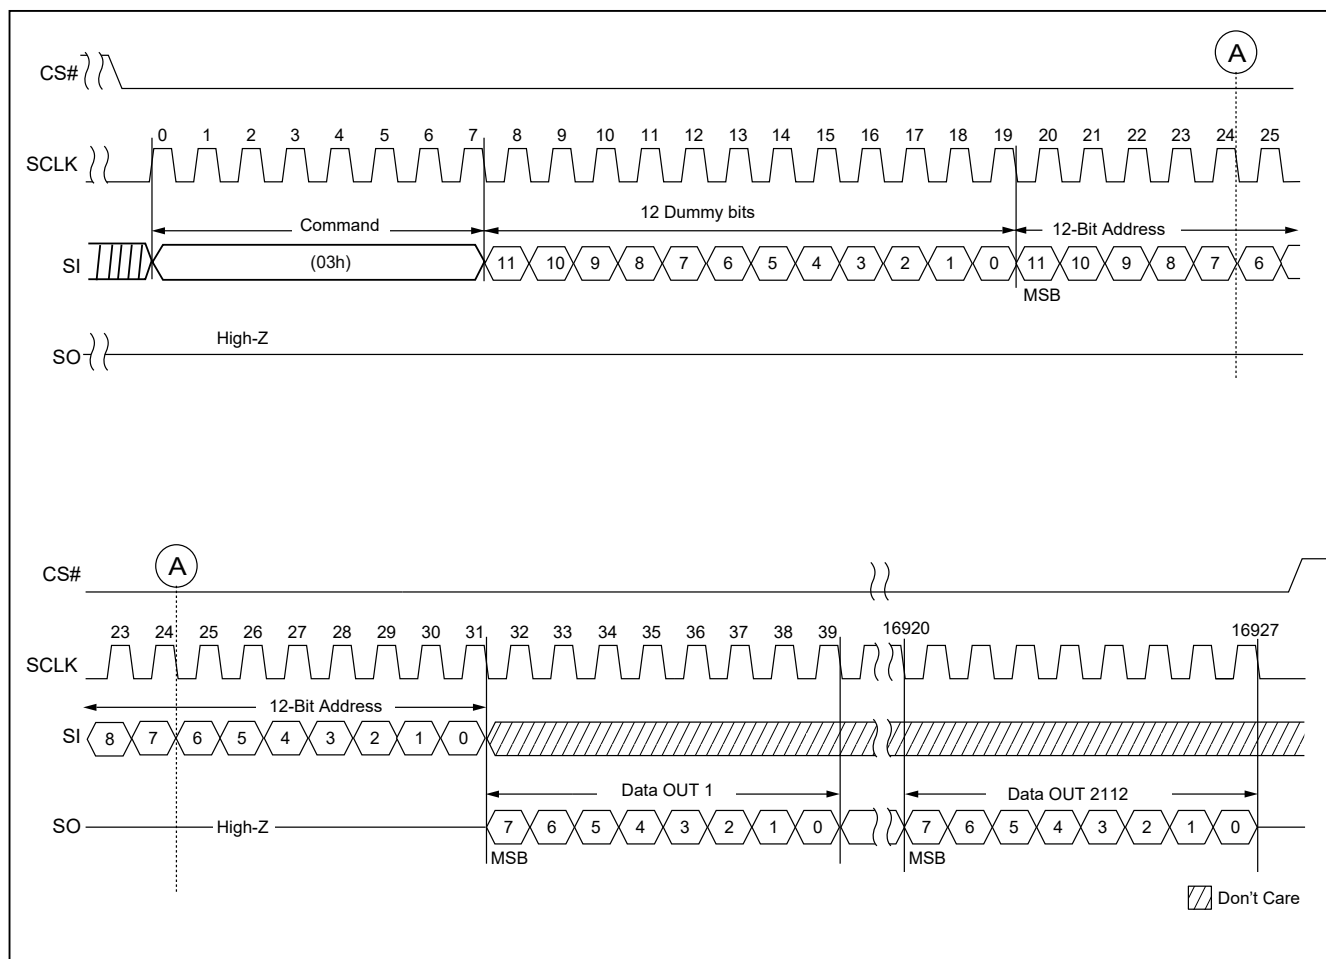 A
CS#
0 1 2 3 4 5 6 7 8 9 10 11 12 13 14 15 16 17 18 19 20 21 22 23 24 25
SCLK
Command 12 Dummy bits 12-Bit Address
SI (03h) 11 10 9 8 7 6 5 4 3 2 1 0 11 10 9 8 7 6
MSB
High-Z
SO
A
CS#
23 24 25 26 27 28 29 30 31 32 33 34 35 36 37 38 39 16920 16927
SCLK
12-Bit Address
SI 8 7 6 5 4 3 2 1 0
Data OUT 1 Data OUT 2112
SO High-Z 7 6 5 4 3 2 1 0 7 6 5 4 3 2 1 0
MSB MSB
Don't Care